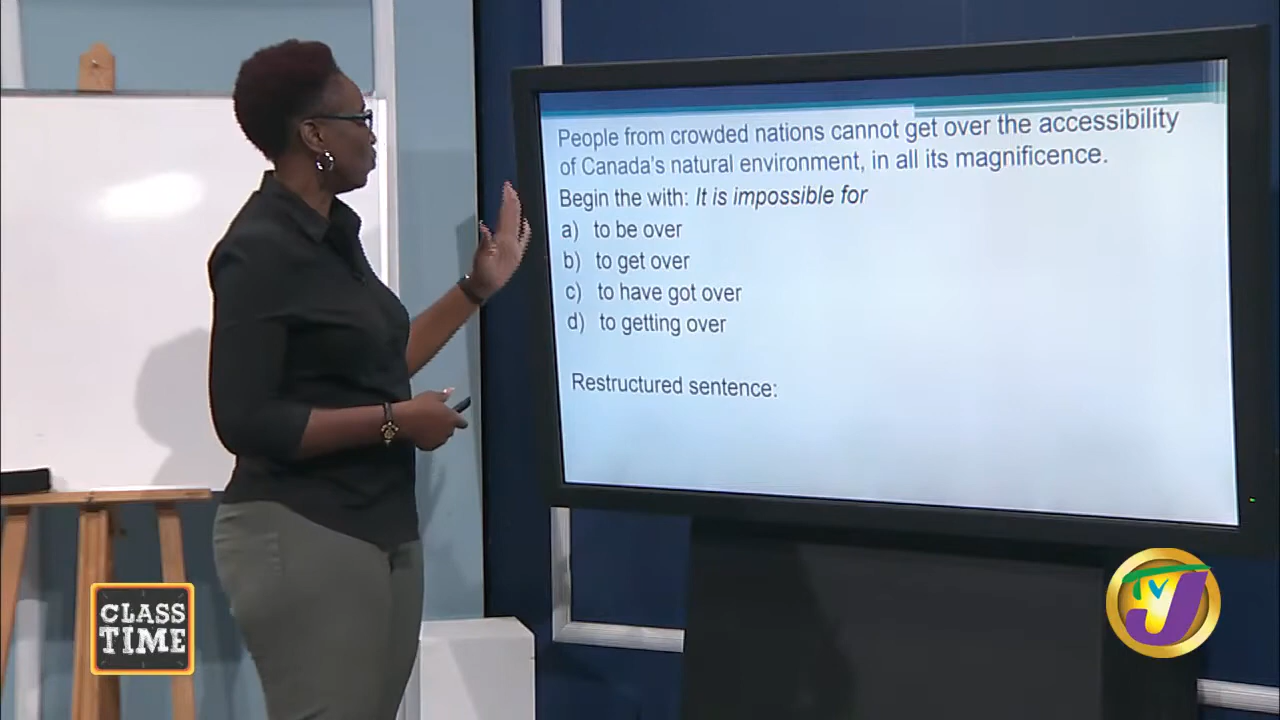 People from crowded nations cannot get over the accessibility
of Canada's natural environment, in all its magnificence.
Begin the with: It is impossible for
a) to be over
b) to get over
c) to have got over
d) to getting over
Restructured sentence:
CLASS
TIME
TVJ